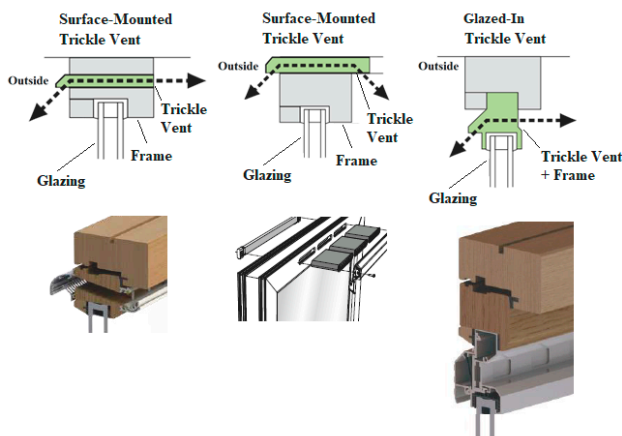 Surface-Mounted
Trickle Vent
Outside
Trickle
Vent
Frame
Glazing
Surface-Mounted
Trickle Vent
Outside
Trickle
Vent
Frame
Glazing
Glazed-In
Trickle Vent
Outside
Trickle Vent
+ Frame
Glazing